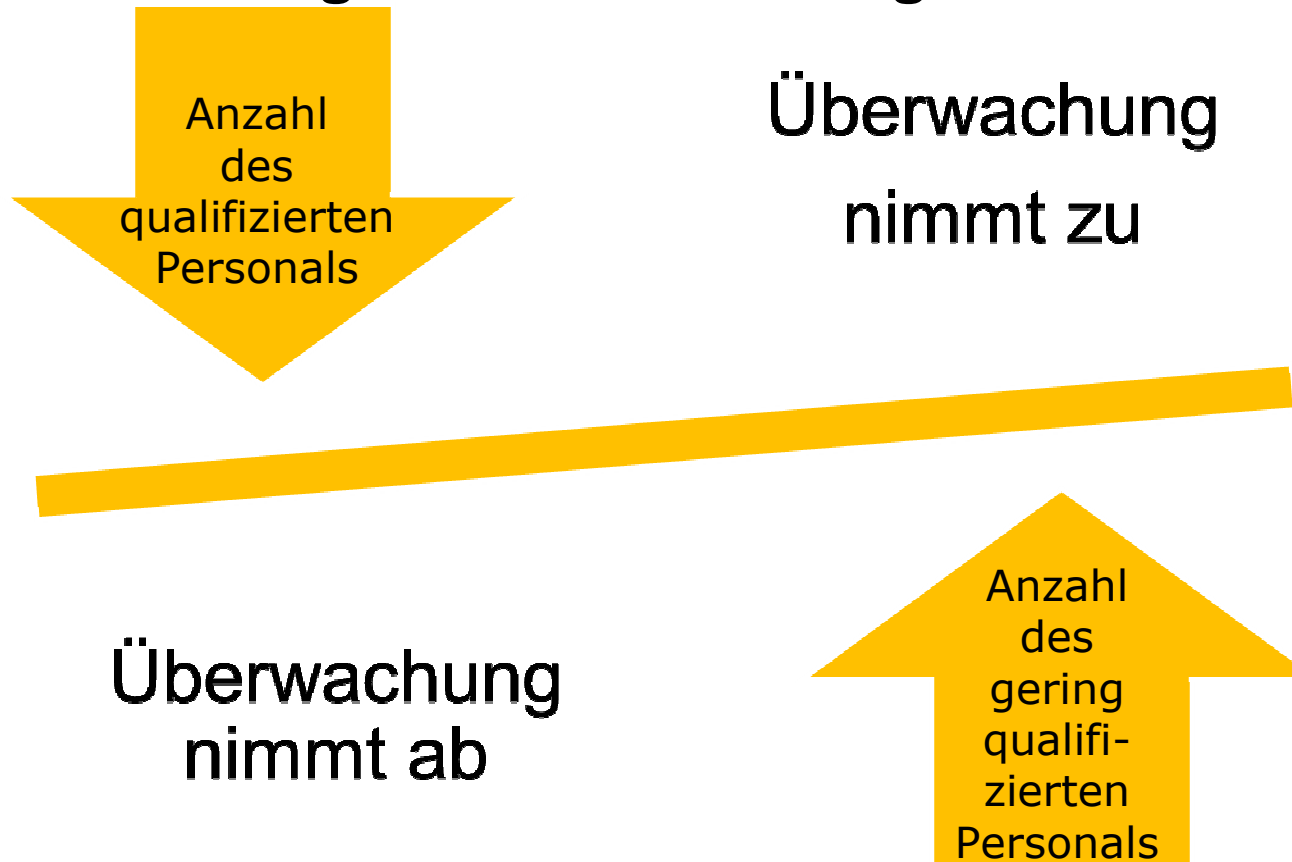 Anzahl
des
qualifizierten
Personals
Überwachung
nimmt zu
Überwachung
nimmt ab
Anzahl
des
gering
qualifi-
zierten
Personals